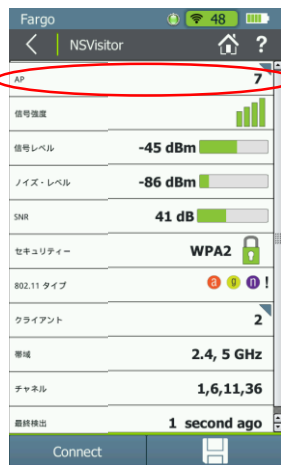 Fargo 48
NSVisitor ?
AP 7
信号強度
信号レベル -45 dBm
ノイズ・レベル -86 dBm
SNR 41 dB
セキュリティー WPA2
802.11 タイプ a g n !
クライアント 2
帯域 2.4, 5 GHz
チャネル 1,6,11,36
最終検出 1 second ago
Connect